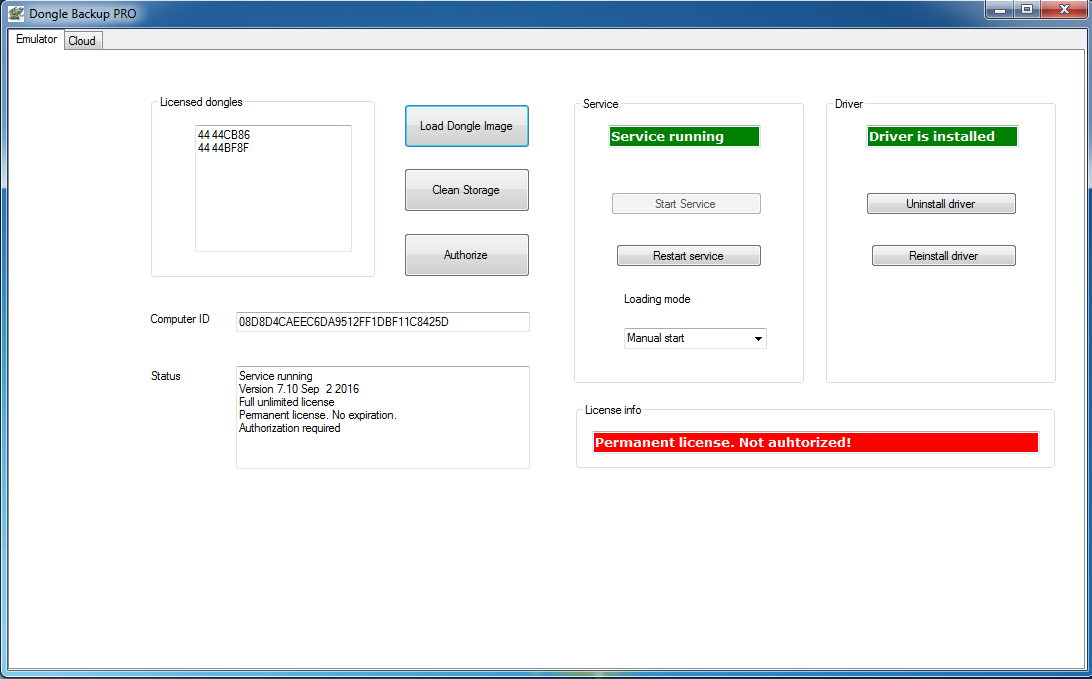 Dongle Backup PRO
Emulator
Cloud
Licensed dongles
44 44CB86
44 44BF8F
Load Dongle Image
Clean Storage
Authorize
Computer ID
08D8D4CAEEC6DA9512FF1DBF11C8425D
Status
Service running
Version 7.10 Sep  2 2016
Full unlimited license
Permanent license. No expiration.
Authorization required
Service
Service running
Start Service
Restart service
Loading mode
Manual start
Driver
Driver is installed
Uninstall driver
Reinstall driver
License info
Permanent license. Not auhtorized!